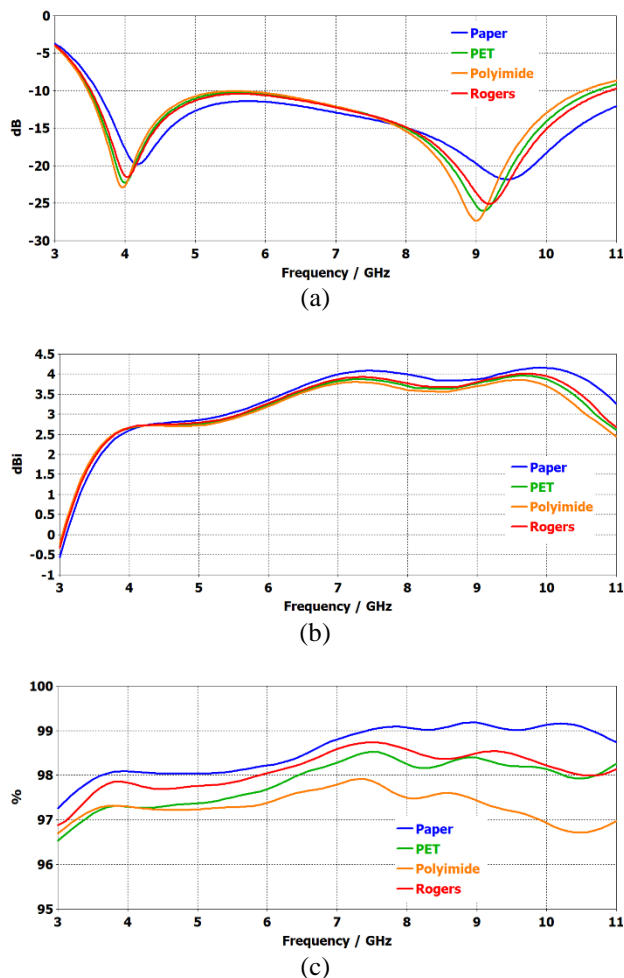 0
-5
-10
-15
-20
-25
-30
dB
Paper
PET
Polyimide
Rogers
3 4 5 6 7 8 9 10 11
Frequency / GHz
(a)
4.5
4
3.5
3
2.5
2
1.5
1
0.5
0
-0.5
-1
dBi
Paper
PET
Polyimide
Rogers
3 4 5 6 7 8 9 10 11
Frequency / GHz
(b)
100
99
98
97
96
95
%
Paper
PET
Polyimide
Rogers
3 4 5 6 7 8 9 10 11
Frequency / GHz
(c)